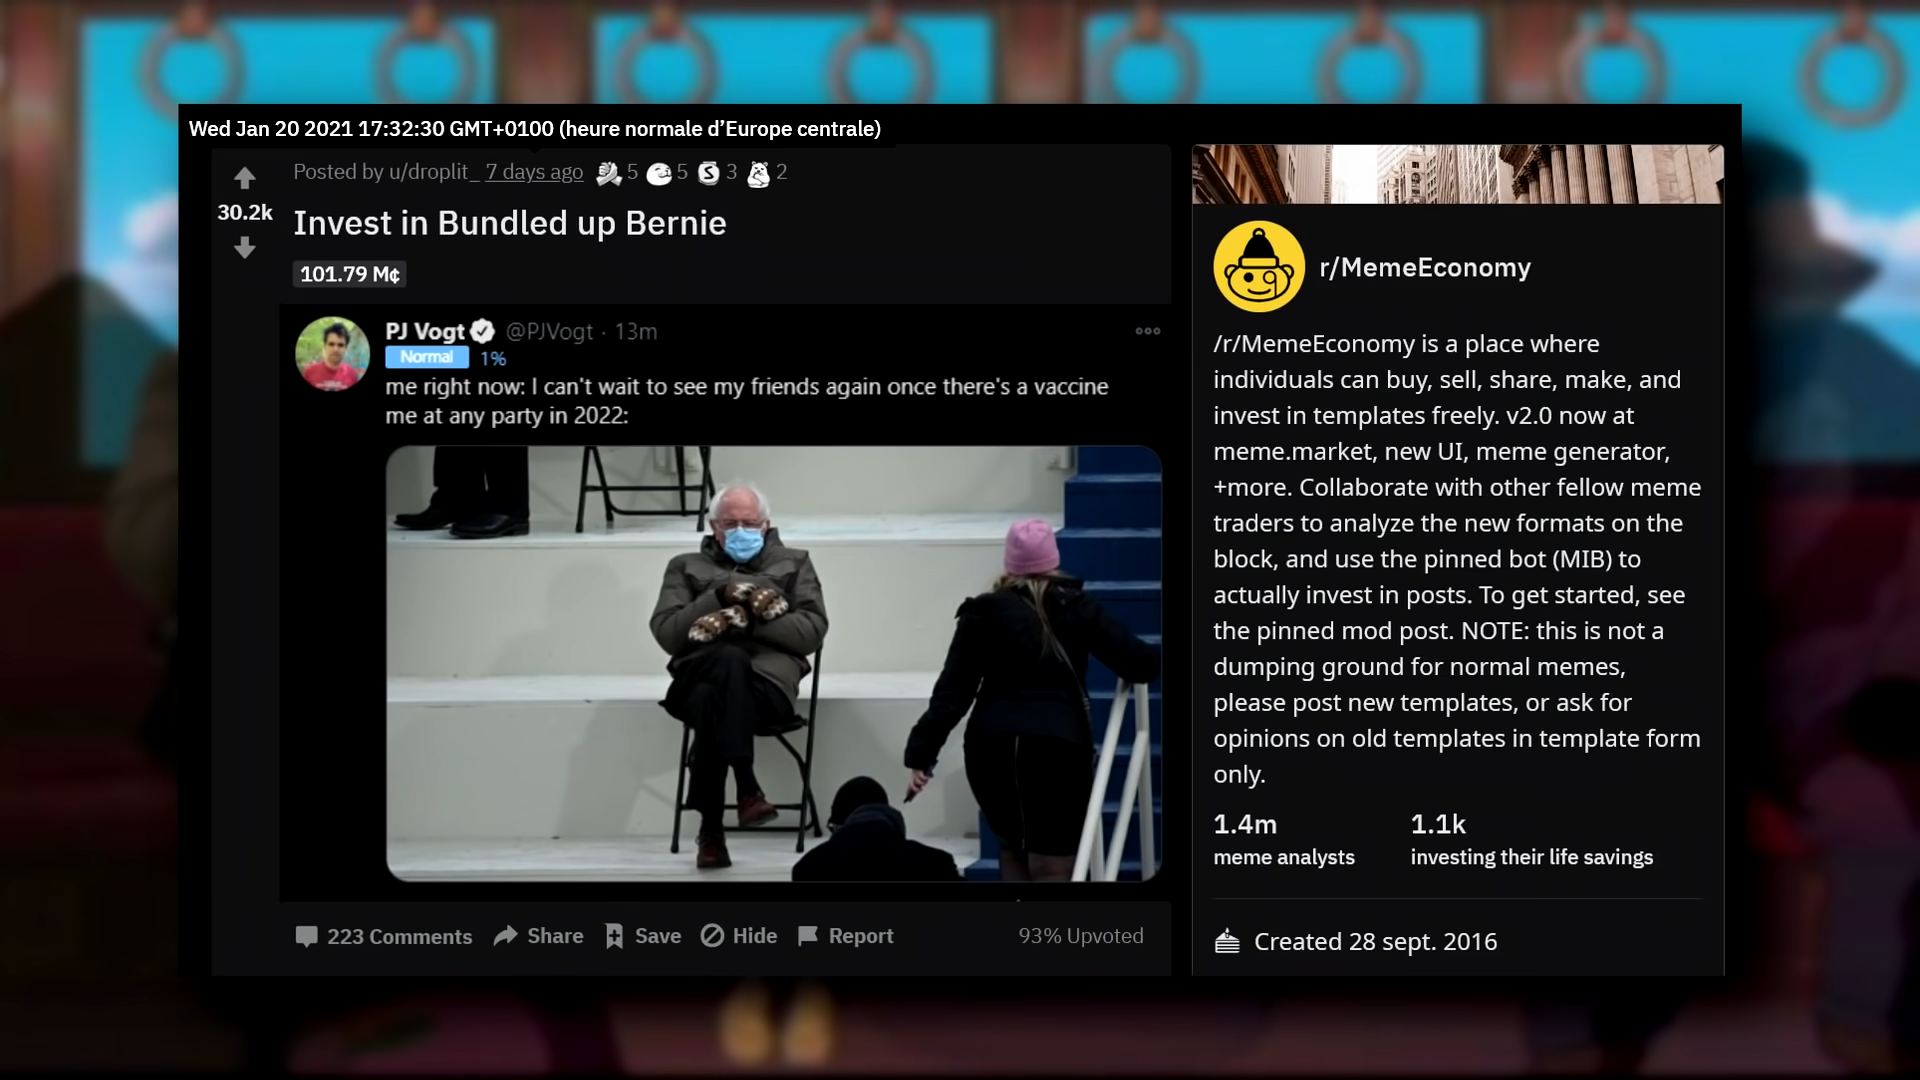 Wed Jan 20 2021 17:32:30 GMT+0100 (heure normale d’Europe centrale)
Posted by u/droplit_ 7 days ago 5 5 3 2
30.2k
Invest in Bundled up Bernie
101.79 M¢
PJ Vogt @PJVogt · 13m
Normal 1%
me right now: I can't wait to see my friends again once there's a vaccine
me at any party in 2022:
223 Comments Share Save Hide Report 93% Upvoted
r/MemeEconomy
/r/MemeEconomy is a place where
individuals can buy, sell, share, make, and
invest in templates freely. v2.0 now at
meme.market, new UI, meme generator,
+more. Collaborate with other fellow meme
traders to analyze the new formats on the
block, and use the pinned bot (MIB) to
actually invest in posts. To get started, see
the pinned mod post. NOTE: this is not a
dumping ground for normal memes,
please post new templates, or ask for
opinions on old templates in template form
only.
1.4m 1.1k
meme analysts investing their life savings
Created 28 sept. 2016